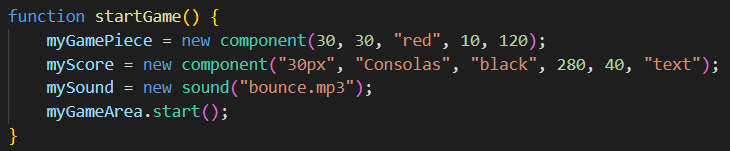 function startGame() {
    myGamePiece = new component(30, 30, "red", 10, 120);
    myScore = new component("30px", "Consolas", "black", 280, 40, "text");
    mySound = new sound("bounce.mp3");
    myGameArea.start();
}